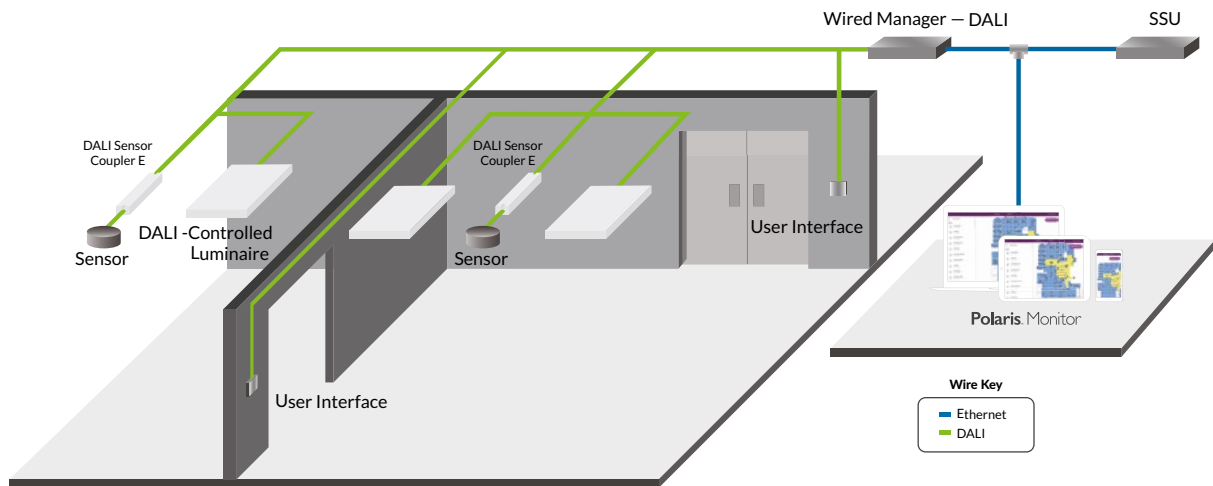 Wired Manager — DALI
SSU
DALI Sensor
Coupler E
DALI Sensor
Coupler E
User Interface
DALI -Controlled
Luminaire
Sensor
Sensor
Polaris. Monitor
User Interface
Wire Key
Ethernet
DALI